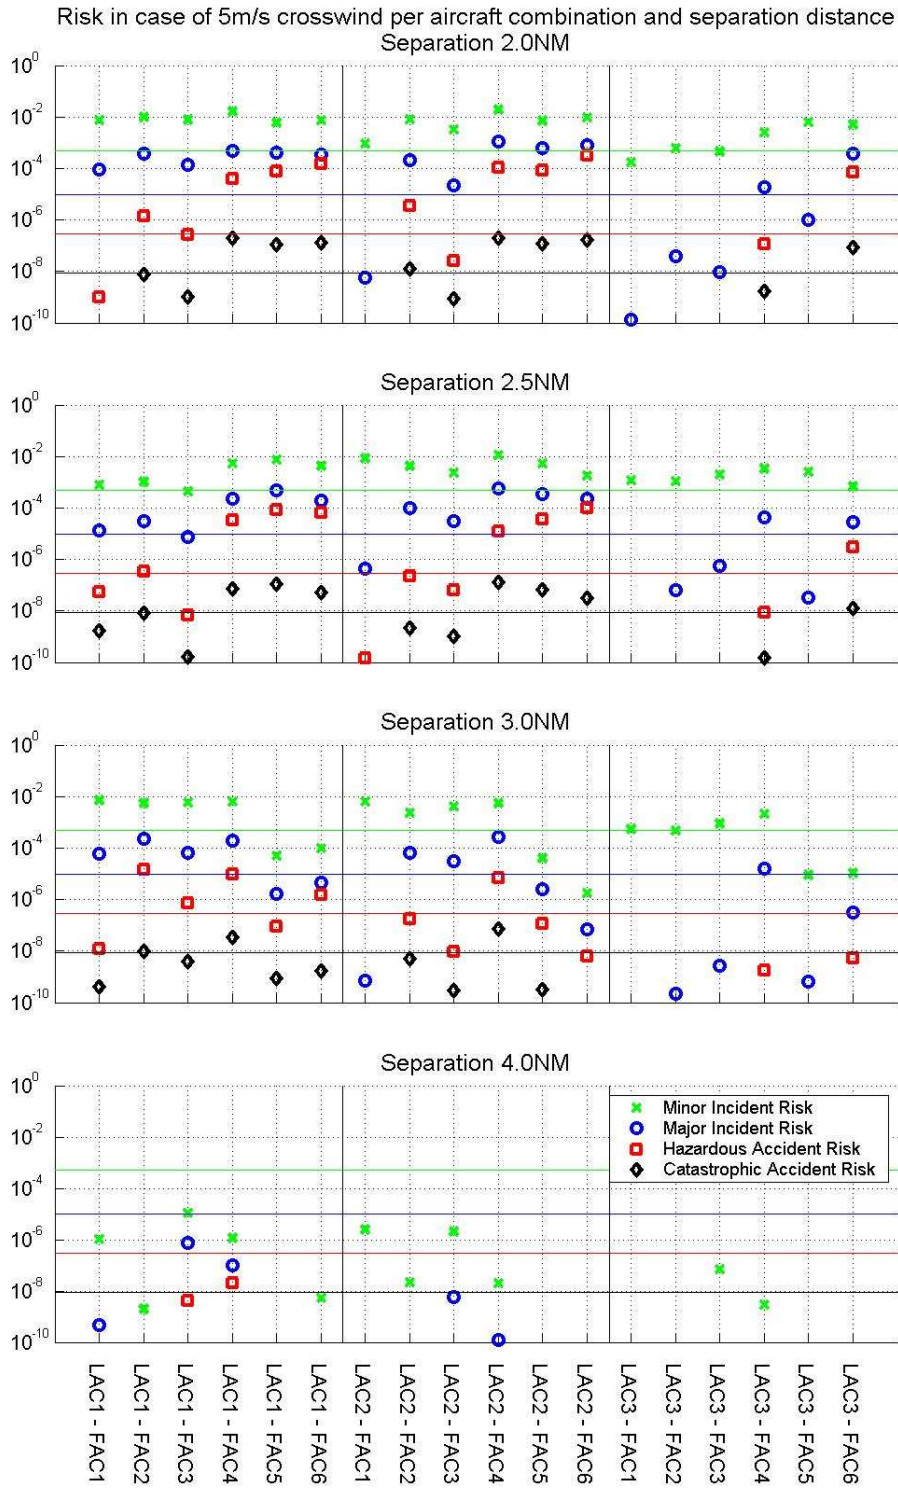 Risk in case of 5m/s crosswind per aircraft combination and separation distance
Separation 2.0NM
10^0
10^-2
10^-4
10^-6
10^-8
10^-10
Separation 2.5NM
10^0
10^-2
10^-4
10^-6
10^-8
10^-10
Separation 3.0NM
10^0
10^-2
10^-4
10^-6
10^-8
10^-10
Separation 4.0NM
10^0
10^-2
10^-4
10^-6
10^-8
10^-10
Minor Incident Risk
Major Incident Risk
Hazardous Accident Risk
Catastrophic Accident Risk
LAC1 - FAC1
LAC1 - FAC2
LAC1 - FAC3
LAC1 - FAC4
LAC1 - FAC5
LAC1 - FAC6
LAC2 - FAC1
LAC2 - FAC2
LAC2 - FAC3
LAC2 - FAC4
LAC2 - FAC5
LAC2 - FAC6
LAC3 - FAC1
LAC3 - FAC2
LAC3 - FAC3
LAC3 - FAC4
LAC3 - FAC5
LAC3 - FAC6